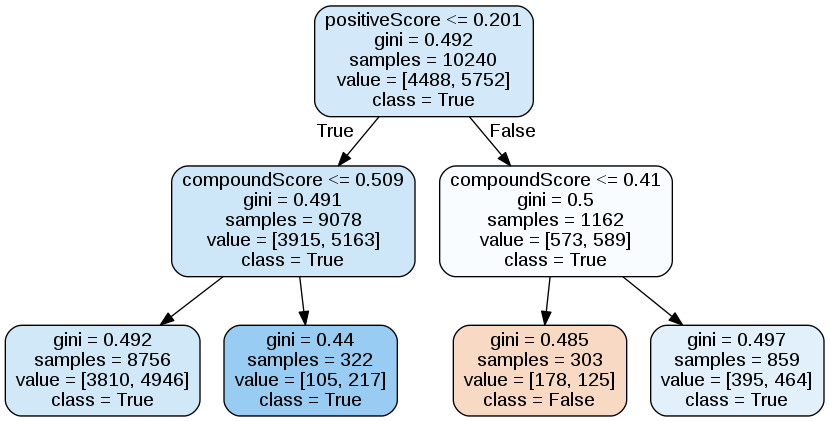 positiveScore <= 0.201
gini = 0.492
samples = 10240
value = [4488, 5752]
class = True
True
False
compoundScore <= 0.509
gini = 0.491
samples = 9078
value = [3915, 5163]
class = True
compoundScore <= 0.41
gini = 0.5
samples = 1162
value = [573, 589]
class = True
gini = 0.492
samples = 8756
value = [3810, 4946]
class = True
gini = 0.44
samples = 322
value = [105, 217]
class = True
gini = 0.485
samples = 303
value = [178, 125]
class = False
gini = 0.497
samples = 859
value = [395, 464]
class = True